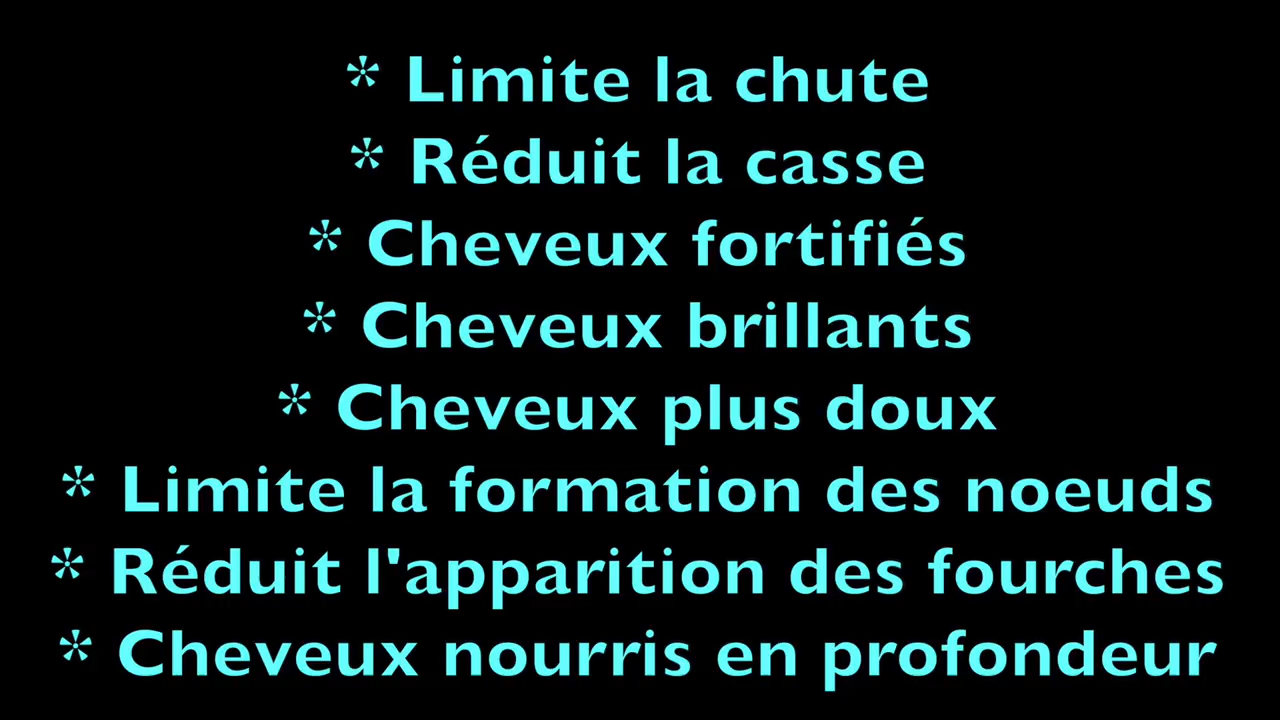 * Limite la chute
* Réduit la casse
* Cheveux fortifiés
* Cheveux brillants
* Cheveux plus doux
* Limite la formation des noeuds
* Réduit l'apparition des fourches
* Cheveux nourris en profondeur